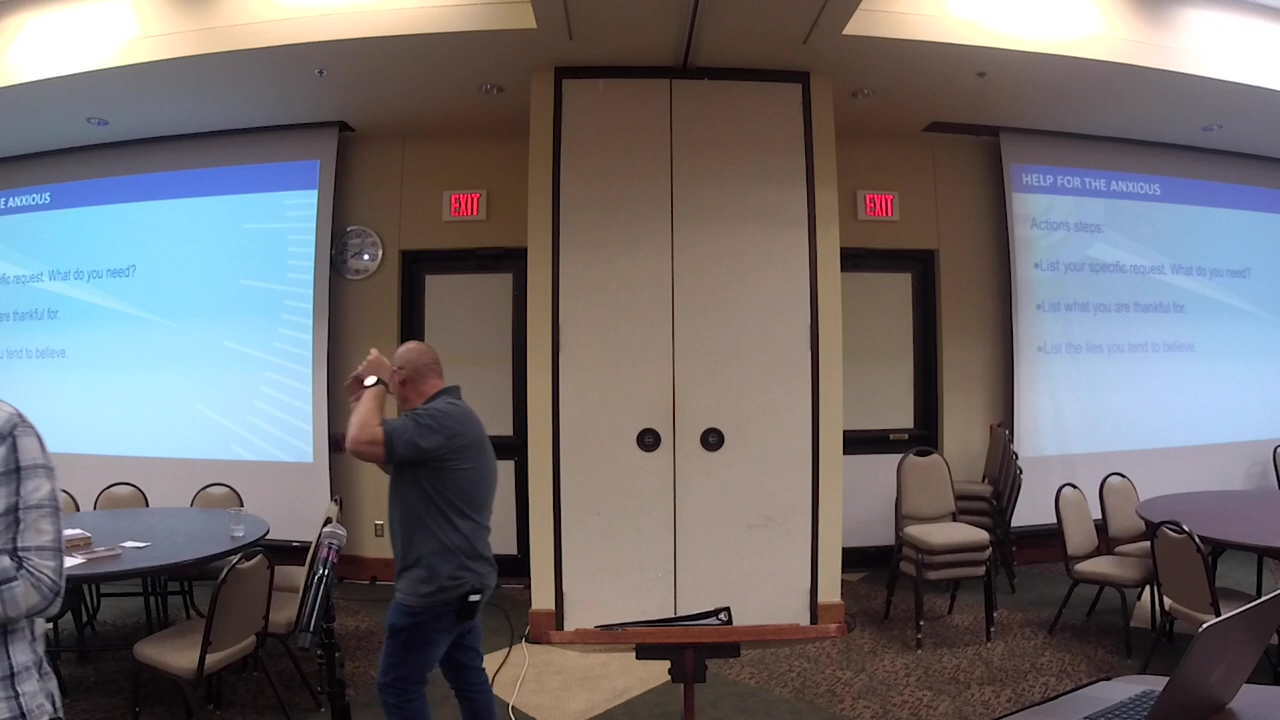 E ANXIOUS
fic request. What do you need?
are thankful for.
u tend to believe.
EXIT
EXIT
HELP FOR THE ANXIOUS
Actions steps:
•List your specific request. What do you need?
•List what you are thankful for.
•List the lies you tend to believe.